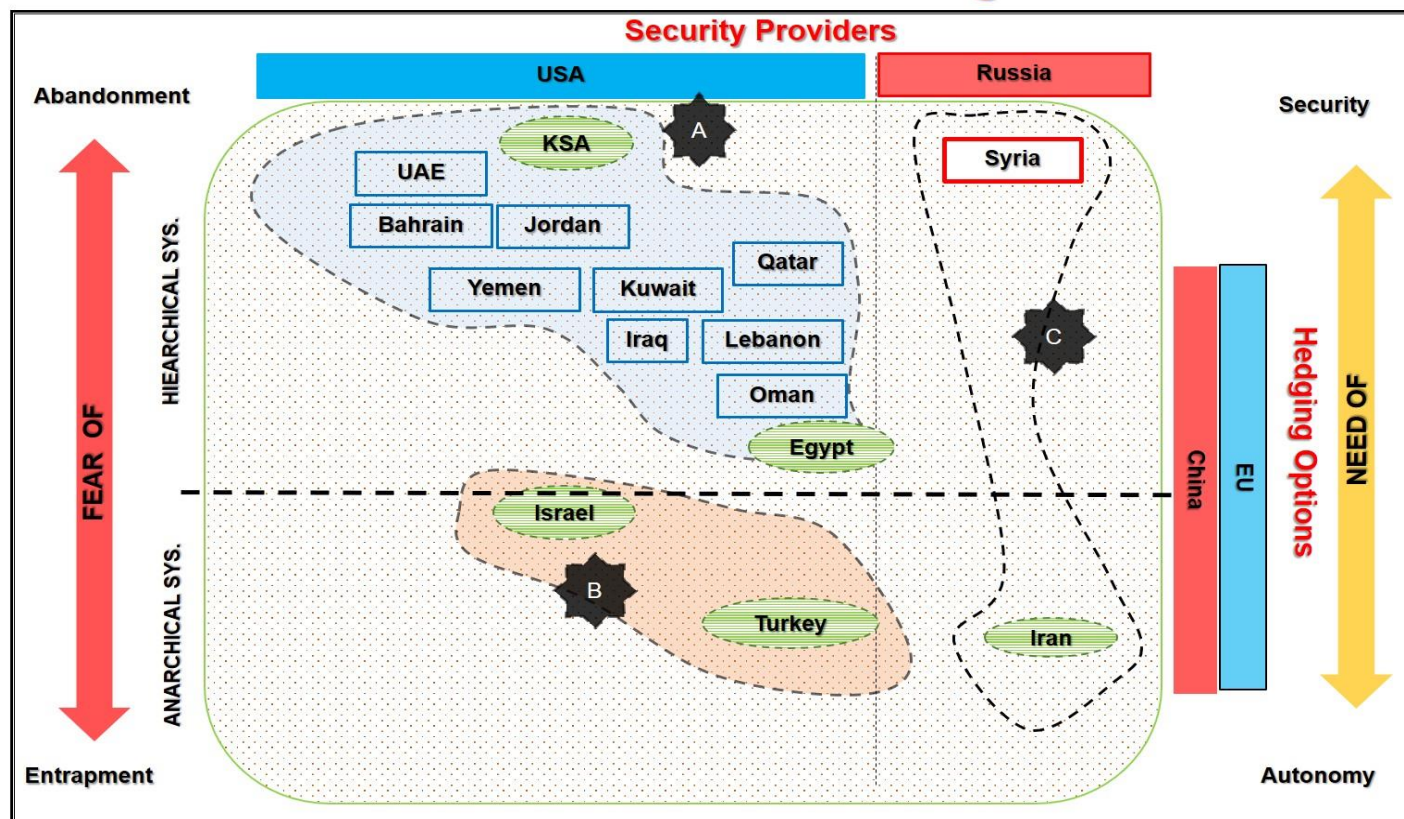 Security Providers
USA
Russia
Abandonment
Security
A
KSA
Syria
UAE
Bahrain
Jordan
Qatar
Yemen
Kuwait
Iraq
Lebanon
C
Oman
Egypt
HIEARCHICAL SYS.
FEAR OF
China
EU
Hedging Options
NEED OF
Israel
B
Turkey
Iran
ANARCHICAL SYS.
Entrapment
Autonomy